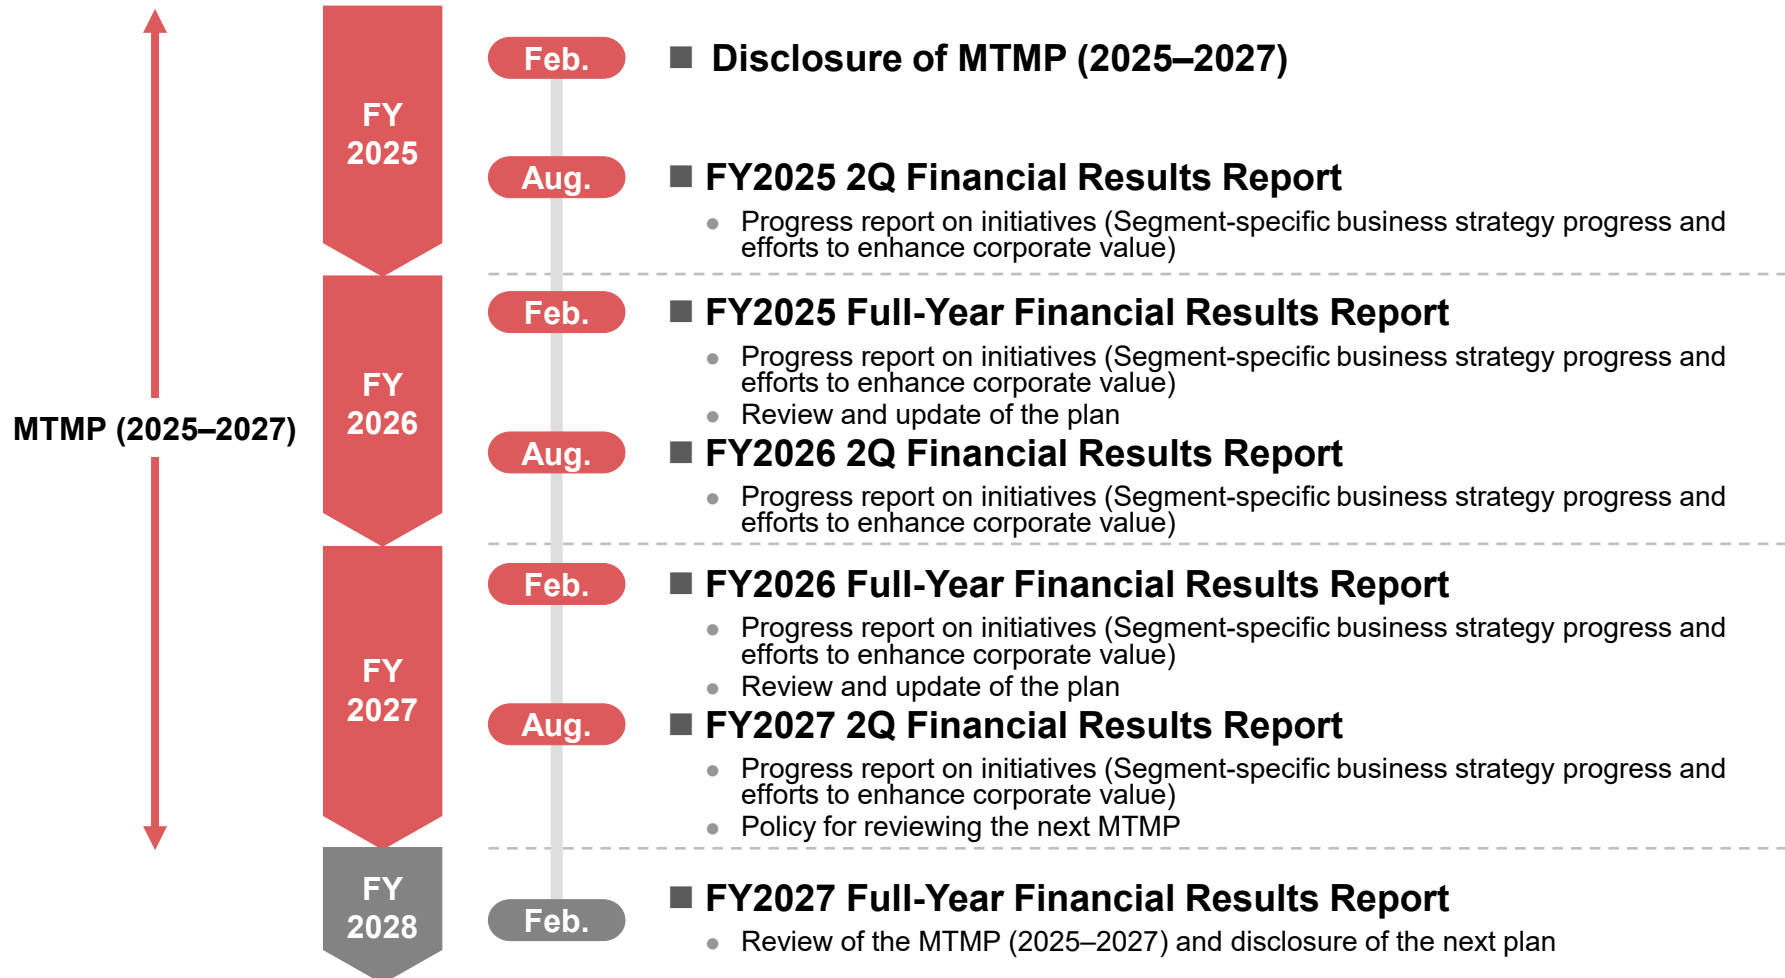 FY
2025
Feb.
■ Disclosure of MTMP (2025–2027)
Aug.
■ FY2025 2Q Financial Results Report
● Progress report on initiatives (Segment-specific business strategy progress and
efforts to enhance corporate value)
MTMP (2025–2027)
FY
2026
Feb.
■ FY2025 Full-Year Financial Results Report
● Progress report on initiatives (Segment-specific business strategy progress and
efforts to enhance corporate value)
● Review and update of the plan
Aug.
■ FY2026 2Q Financial Results Report
● Progress report on initiatives (Segment-specific business strategy progress and
efforts to enhance corporate value)
FY
2027
Feb.
■ FY2026 Full-Year Financial Results Report
● Progress report on initiatives (Segment-specific business strategy progress and
efforts to enhance corporate value)
● Review and update of the plan
Aug.
■ FY2027 2Q Financial Results Report
● Progress report on initiatives (Segment-specific business strategy progress and
efforts to enhance corporate value)
● Policy for reviewing the next MTMP
FY
2028
Feb.
■ FY2027 Full-Year Financial Results Report
● Review of the MTMP (2025–2027) and disclosure of the next plan